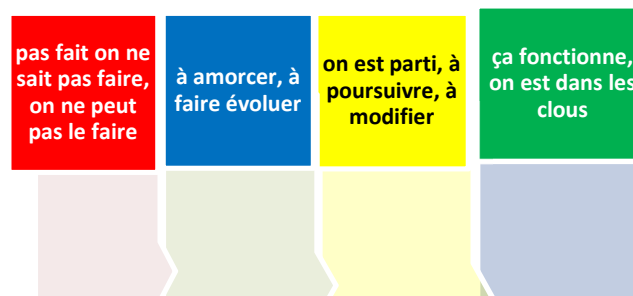 pas fait on ne
sait pas faire,
on ne peut
pas le faire
à amorcer, à
faire évoluer
on est parti, à
poursuivre, à
modifier
ça fonctionne,
on est dans les
clous